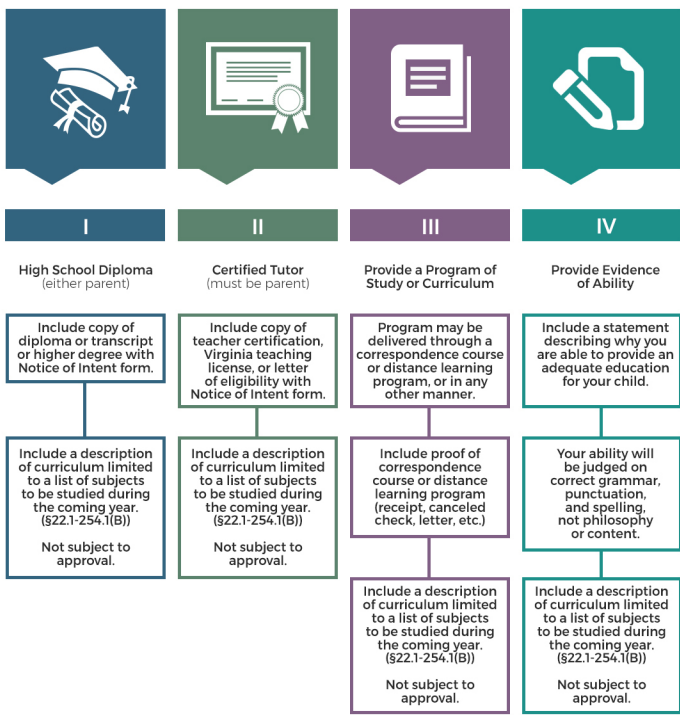 I
High School Diploma
(either parent)
Include copy of
diploma or transcript
or higher degree with
Notice of Intent form.
Include a description
of curriculum limited
to a list of subjects
to be studied during
the coming year.
(§22.1-254.1(B))
Not subject to
approval.
II
Certified Tutor
(must be parent)
Include copy of
teacher certification,
Virginia teaching
license, or letter
of eligibility with
Notice of Intent form.
Include a description
of curriculum limited
to a list of subjects
to be studied during
the coming year.
(§22.1-254.1(B))
Not subject to
approval.
III
Provide a Program of
Study or Curriculum
Program may be
delivered through a
correspondence course
or distance learning
program, or in any
other manner.
Include proof of
correspondence
course or distance
learning program
(receipt, canceled
check, letter, etc.)
Include a description
of curriculum limited
to a list of subjects
to be studied during
the coming year.
(§22.1-254.1(B))
Not subject to
approval.
IV
Provide Evidence
of Ability
Include a statement
describing why you
are able to provide an
adequate education
for your child.
Your ability will
be judged on
correct grammar,
punctuation,
and spelling,
not philosophy
or content.
Include a description
of curriculum limited
to a list of subjects
to be studied during
the coming year.
(§22.1-254.1(B))
Not subject to
approval.